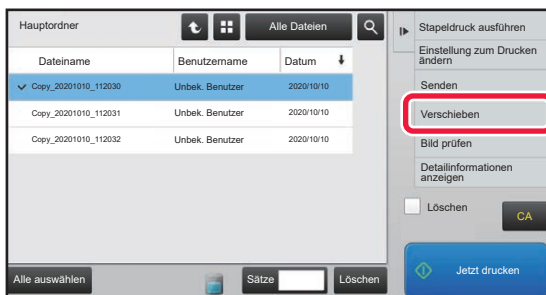 Hauptordner
Alle Dateien
Dateiname Benutzername Datum
Copy_20201010_112030 Unbek. Benutzer 2020/10/10
Copy_20201010_112031 Unbek. Benutzer 2020/10/10
Copy_20201010_112032 Unbek. Benutzer 2020/10/10
Alle auswählen Sätze Löschen
Stapeldruck ausführen
Einstellung zum Drucken
ändern
Senden
Verschieben
Bild prüfen
Detailinformationen
anzeigen
Löschen
CA
Jetzt drucken